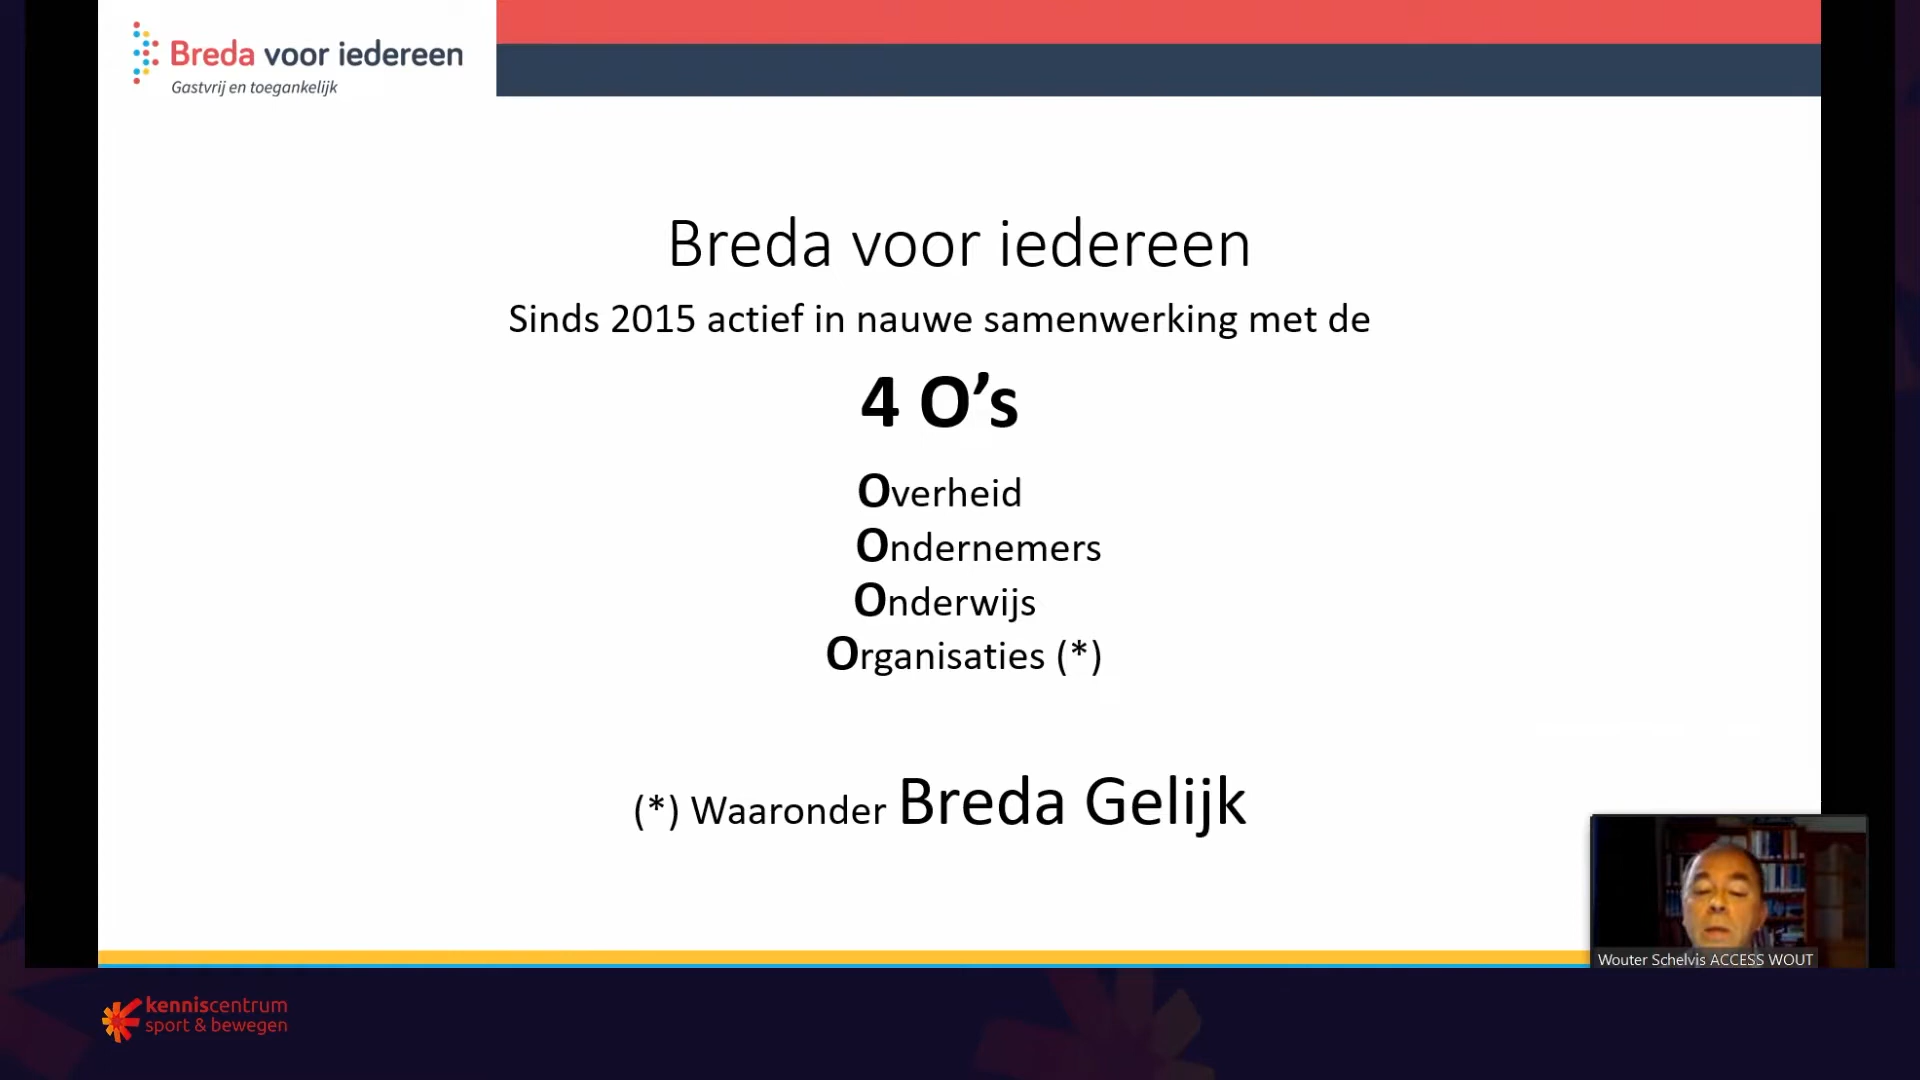 Breda voor iedereen
Gastvrij en toegankelijk
Breda voor iedereen
Sinds 2015 actief in nauwe samenwerking met de
4 O’s
Overheid
Ondernemers
Onderwijs
Organisaties (*)
(*) Waaronder Breda Gelijk
Wouter Schelvis ACCESS WOUT
kenniscentrum
sport & bewegen